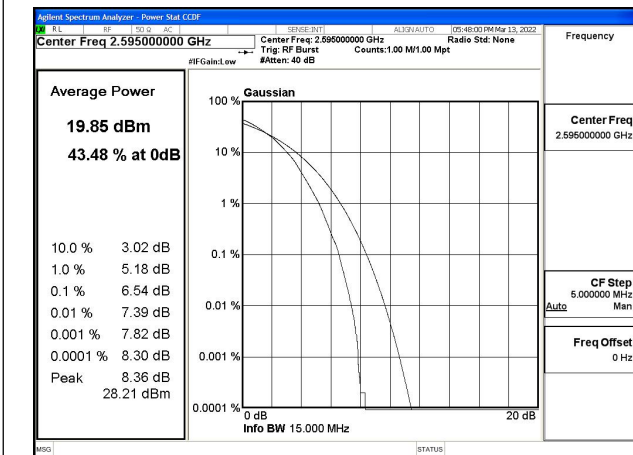 Agilent Spectrum Analyzer - Power Stat CCDF
RL RF 50 Ω AC SENSE:INT ALIGN AUTO 05:48:00 PM Mar 13, 2022
Center Freq 2.595000000 GHz
Center Freq: 2.595000000 GHz Radio Std: None
Trig: RF Burst Counts:1.00 M/1.00 Mpt
#IFGain:Low #Atten: 40 dB
Frequency
Average Power
19.85 dBm
43.48 % at 0dB
10.0 % 3.02 dB
1.0 % 5.18 dB
0.1 % 6.54 dB
0.01 % 7.39 dB
0.001 % 7.82 dB
0.0001 % 8.30 dB
Peak 8.36 dB
28.21 dBm
Gaussian
100 %
10 %
1 %
0.1 %
0.01 %
0.001 %
0.0001 %
0 dB 20 dB
Info BW 15.000 MHz
Center Freq
2.595000000 GHz
CF Step
5.000000 MHz
Auto Man
Freq Offset
0 Hz
MSG STATUS